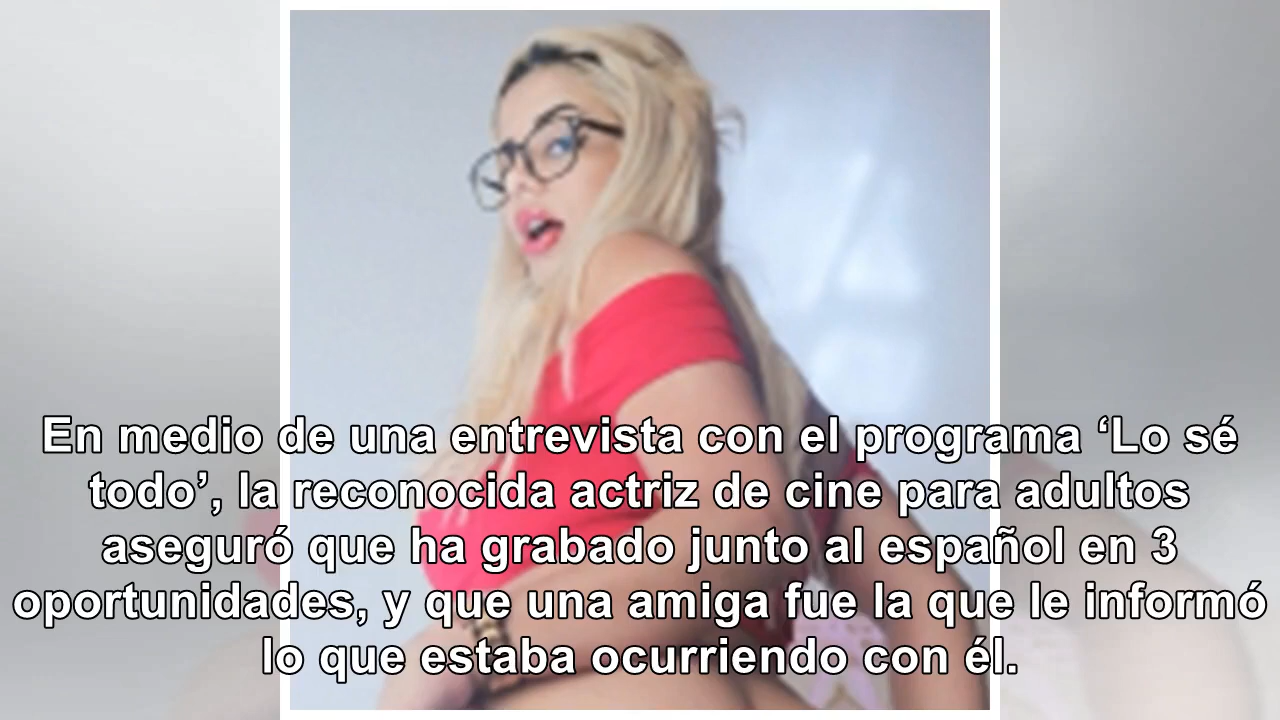 En medio de una entrevista con el programa ‘Lo sé
todo’, la reconocida actriz de cine para adultos
aseguró que ha grabado junto al español en 3
oportunidades, y que una amiga fue la que le informó
lo que estaba ocurriendo con él.